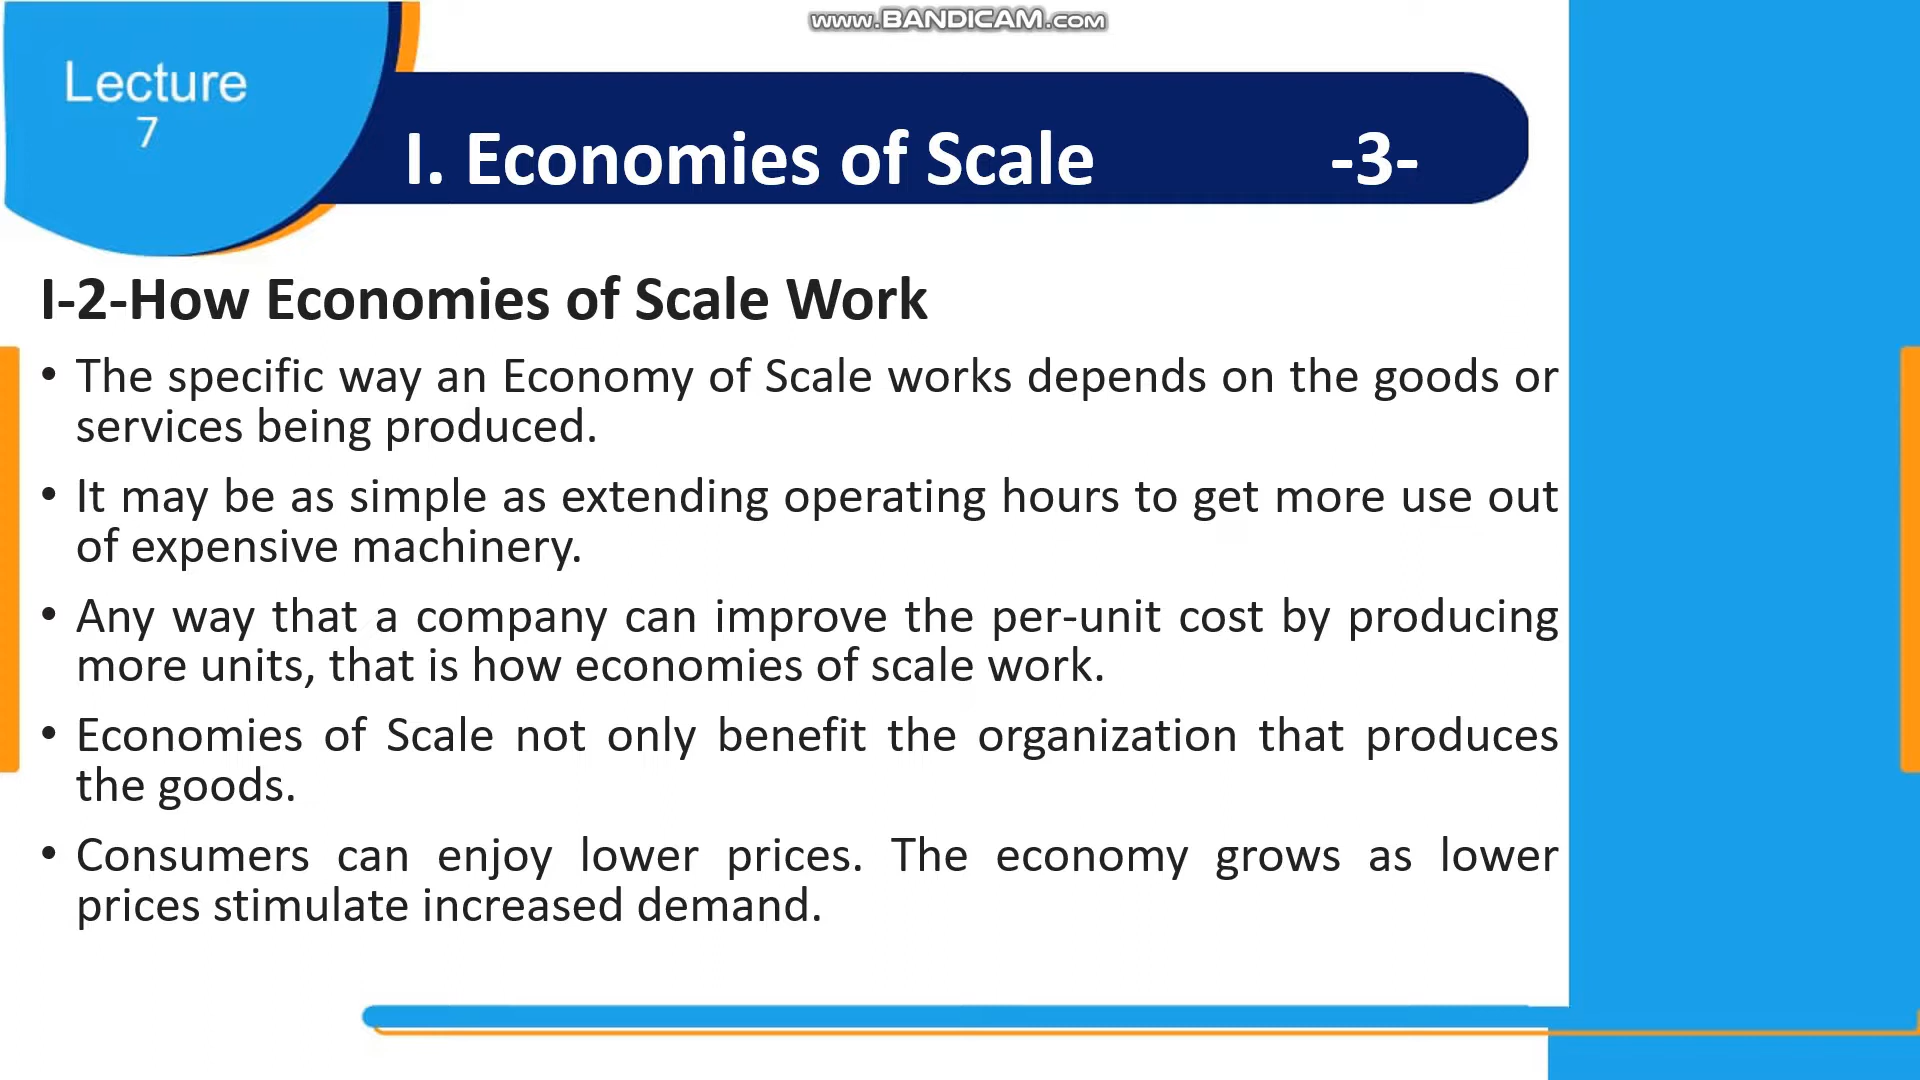 www.BANDICAM.com
Lecture
7
I. Economies of Scale -3-
I-2-How Economies of Scale Work
• The specific way an Economy of Scale works depends on the goods or
services being produced.
• It may be as simple as extending operating hours to get more use out
of expensive machinery.
• Any way that a company can improve the per-unit cost by producing
more units, that is how economies of scale work.
• Economies of Scale not only benefit the organization that produces
the goods.
• Consumers can enjoy lower prices. The economy grows as lower
prices stimulate increased demand.